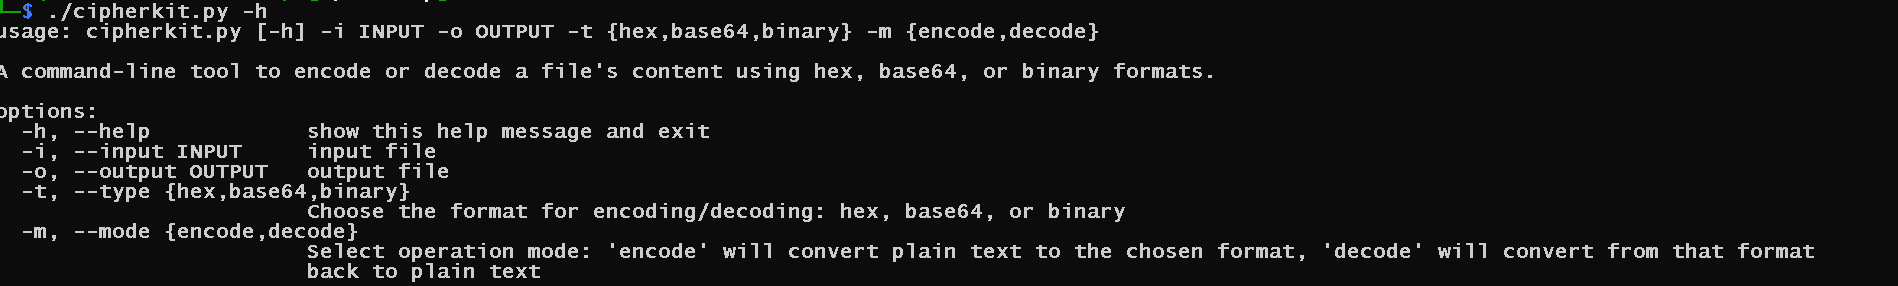 └─$ ./cipherkit.py -h
usage: cipherkit.py [-h] -i INPUT -o OUTPUT -t {hex,base64,binary} -m {encode,decode}
A command-line tool to encode or decode a file's content using hex, base64, or binary formats.
options:
-h, --help show this help message and exit
-i, --input INPUT input file
-o, --output OUTPUT output file
-t, --type {hex,base64,binary}
Choose the format for encoding/decoding: hex, base64, or binary
-m, --mode {encode,decode}
Select operation mode: 'encode' will convert plain text to the chosen format, 'decode' will convert from that format
back to plain text